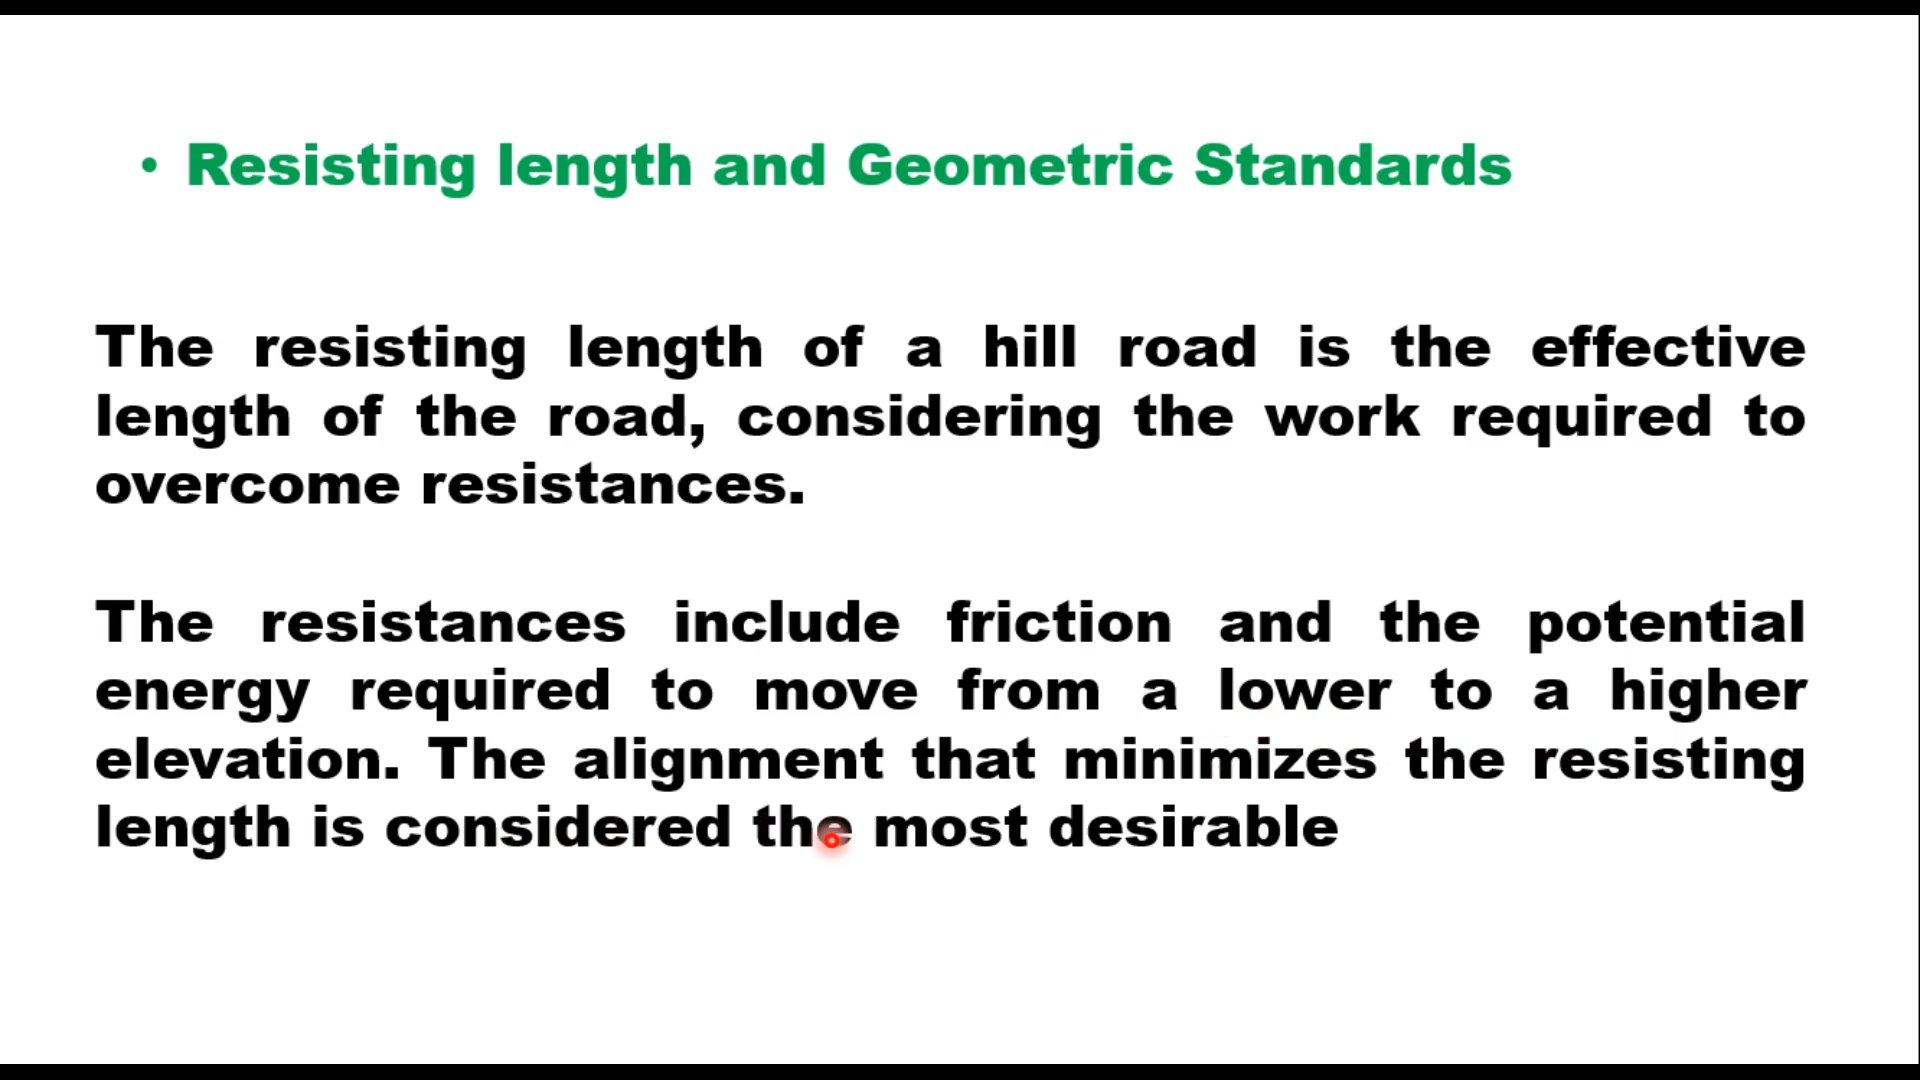 • Resisting length and Geometric Standards
The resisting length of a hill road is the effective
length of the road, considering the work required to
overcome resistances.
The resistances include friction and the potential
energy required to move from a lower to a higher
elevation. The alignment that minimizes the resisting
length is considered the most desirable